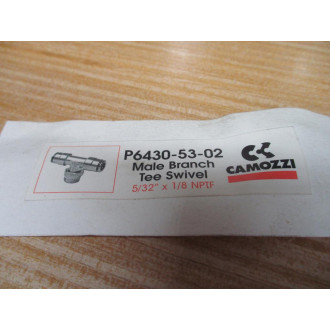 P6430-53-02
Male Branch
Tee Swivel
5/32" x 1/8 NPTF
CAMOZZI